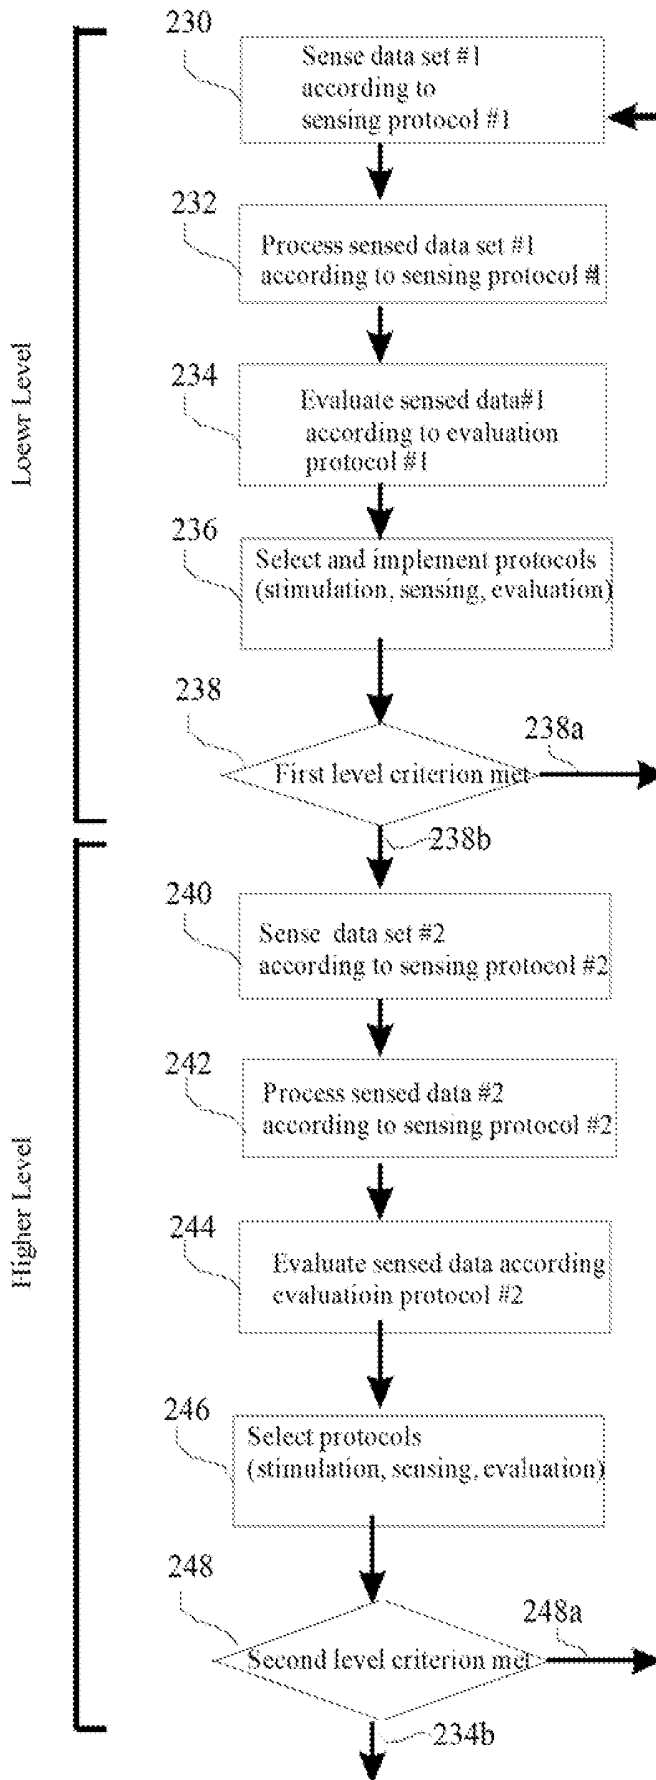 230
Sense data set #1
according to
sensing protocol #1
232
Process sensed data set #1
according to sensing protocol #1
Loewr Level
234
Evaluate sensed data#1
according to evaluation
protocol #1
236
Select and implement protocols
(stimulation, sensing, evaluation)
238
238a
First level criterion met
238b
240
Sense data set #2
according to sensing protocol #2
242
Process sensed data #2
according to sensing protocol #2
Higher Level
244
Evaluate sensed data according
evaluatioin protocol #2
246
Select protocols
(stimulation, sensing, evaluation)
248
248a
Second level criterion met
234b